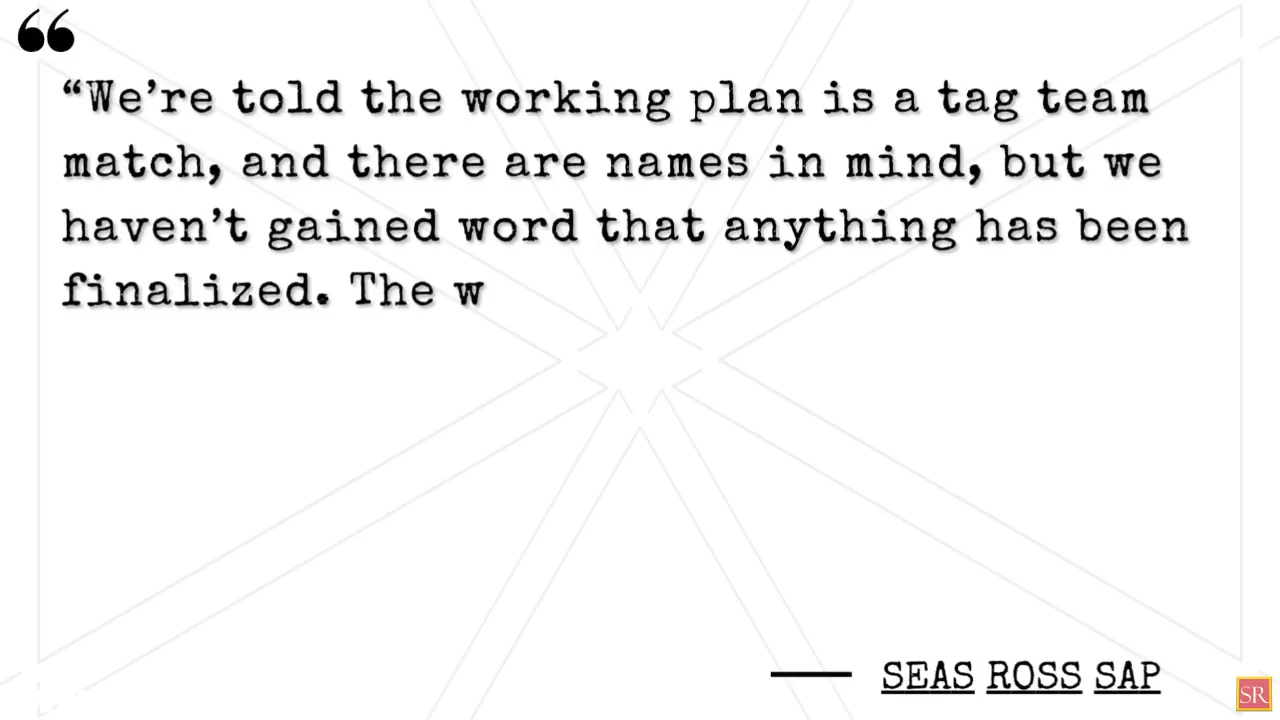 “We’re told the working plan is a tag team
match, and there are names in mind, but we
haven’t gained word that anything has been
finalized. The w
SEAS ROSS SAP
SR